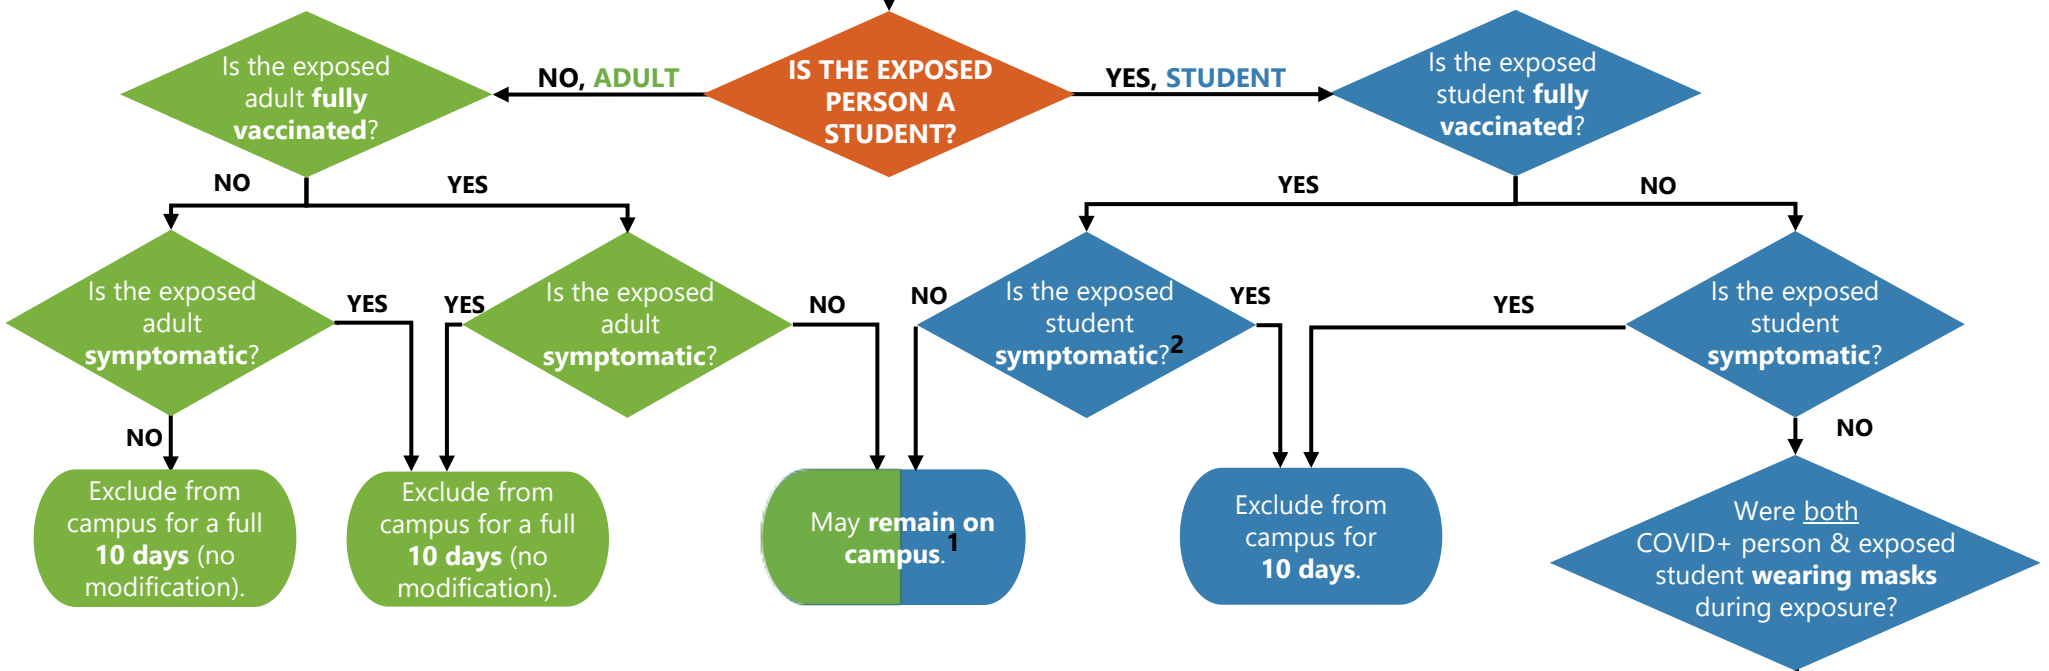 Is the exposed
adult fully
vaccinated?
NO, ADULT
IS THE EXPOSED
PERSON A
STUDENT?
YES, STUDENT
Is the exposed
student fully
vaccinated?
NO
YES
YES
NO
Is the exposed
adult
symptomatic?
YES
YES
Is the exposed
adult
symptomatic?
NO
NO
Is the exposed
student
symptomatic?2
YES
YES
Is the exposed
student
symptomatic?
NO
NO
Exclude from
campus for a full
10 days (no
modification).
Exclude from
campus for a full
10 days (no
modification).
May remain on
campus.1
Exclude from
campus for
10 days.
Were both
COVID+ person & exposed
student wearing masks
during exposure?